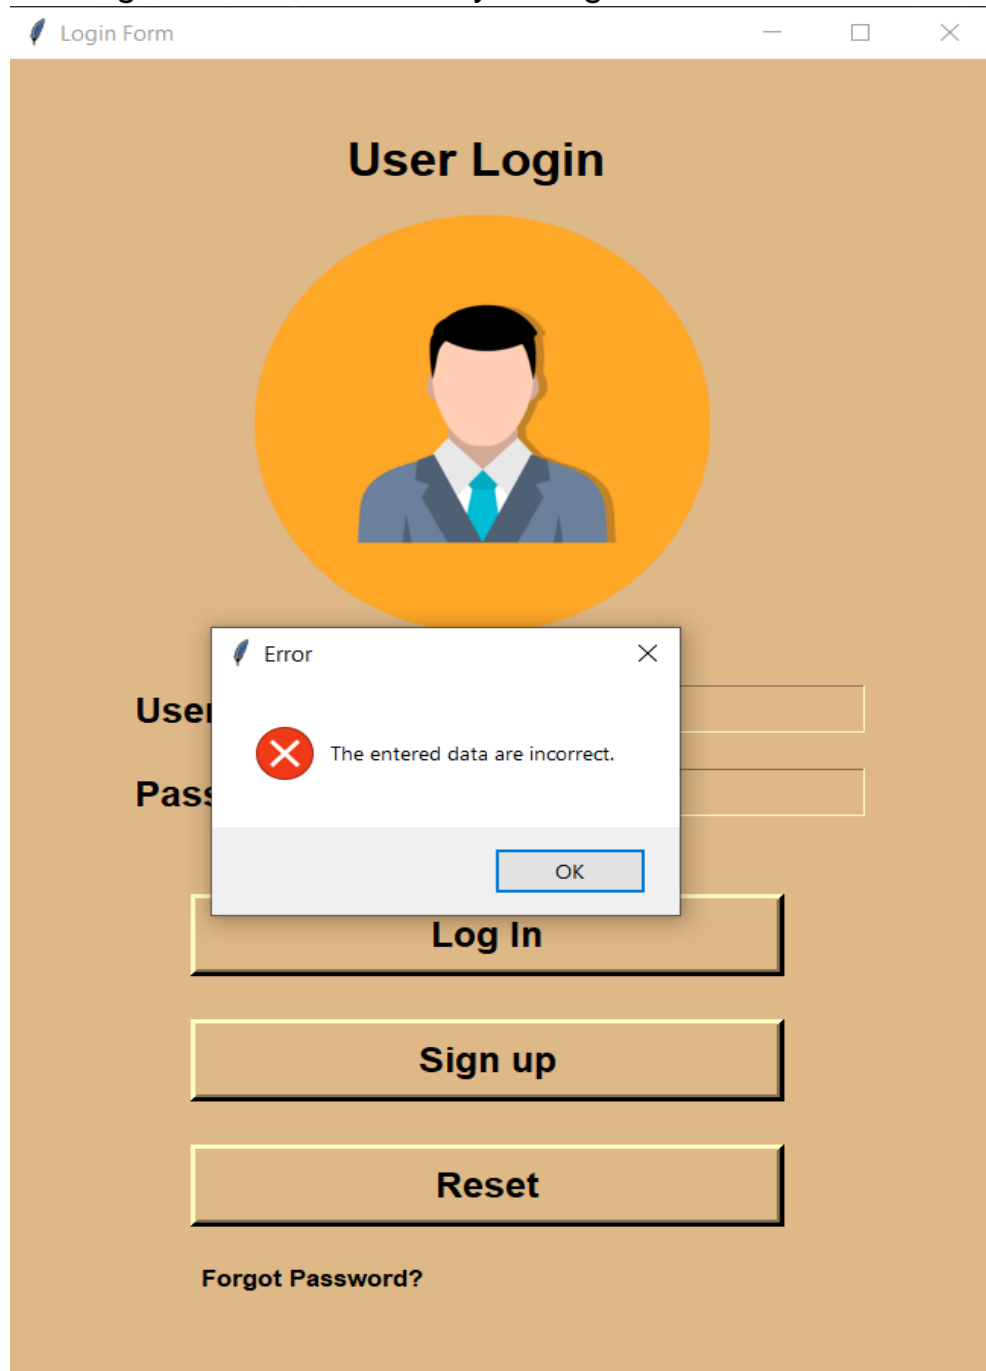 Login Form
User Login
Error
The entered data are incorrect.
OK
Log In
Sign up
Reset
Forgot Password?